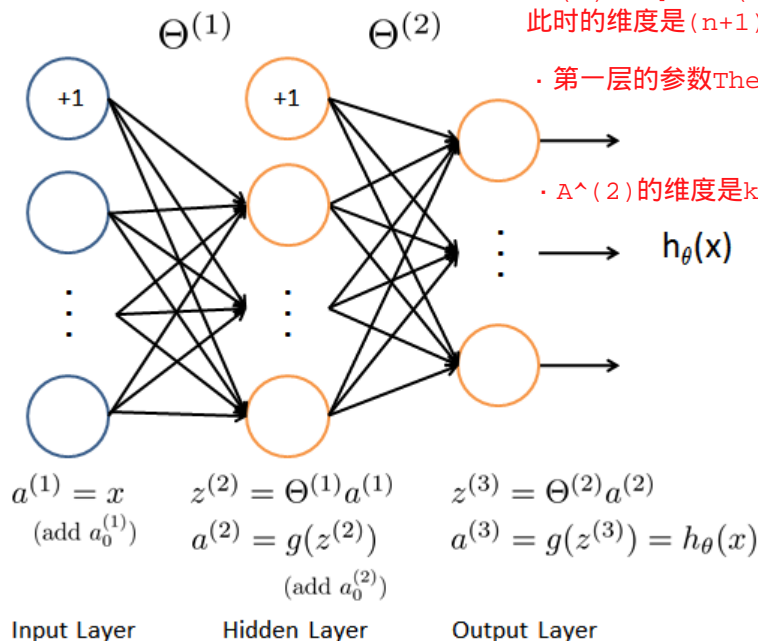 Θ^(1)
Θ^(2)
此时的维度是(n+1)
· 第一层的参数The
+1
+1
· A^(2)的维度是k
h_θ(x)
a^(1) = x
(add a_0^(1))
z^(2) = Θ^(1)a^(1)
a^(2) = g(z^(2))
(add a_0^(2))
z^(3) = Θ^(2)a^(2)
a^(3) = g(z^(3)) = h_θ(x)
Input Layer
Hidden Layer
Output Layer